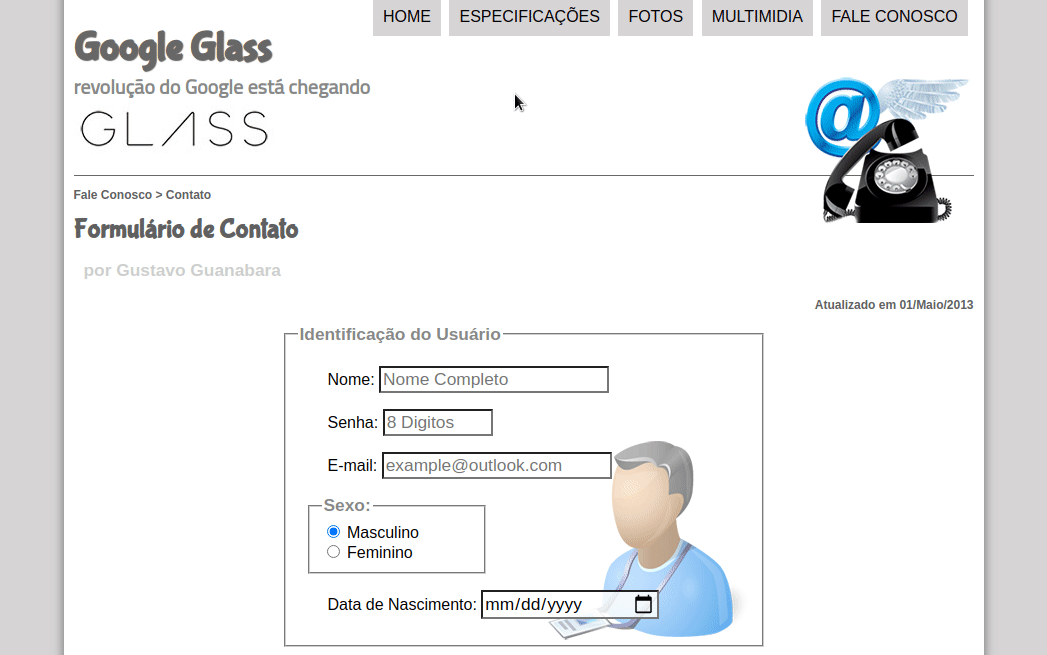 HOME ESPECIFICAÇÕES FOTOS MULTIMIDIA FALE CONOSCO
Google Glass
revolução do Google está chegando
GLASS
@
Fale Conosco > Contato
Formulário de Contato
por Gustavo Guanabara
Atualizado em 01/Maio/2013
Identificação do Usuário
Nome: Nome Completo
Senha: 8 Digitos
E-mail: example@outlook.com
Sexo:
Masculino
Feminino
Data de Nascimento: mm/dd/yyyy